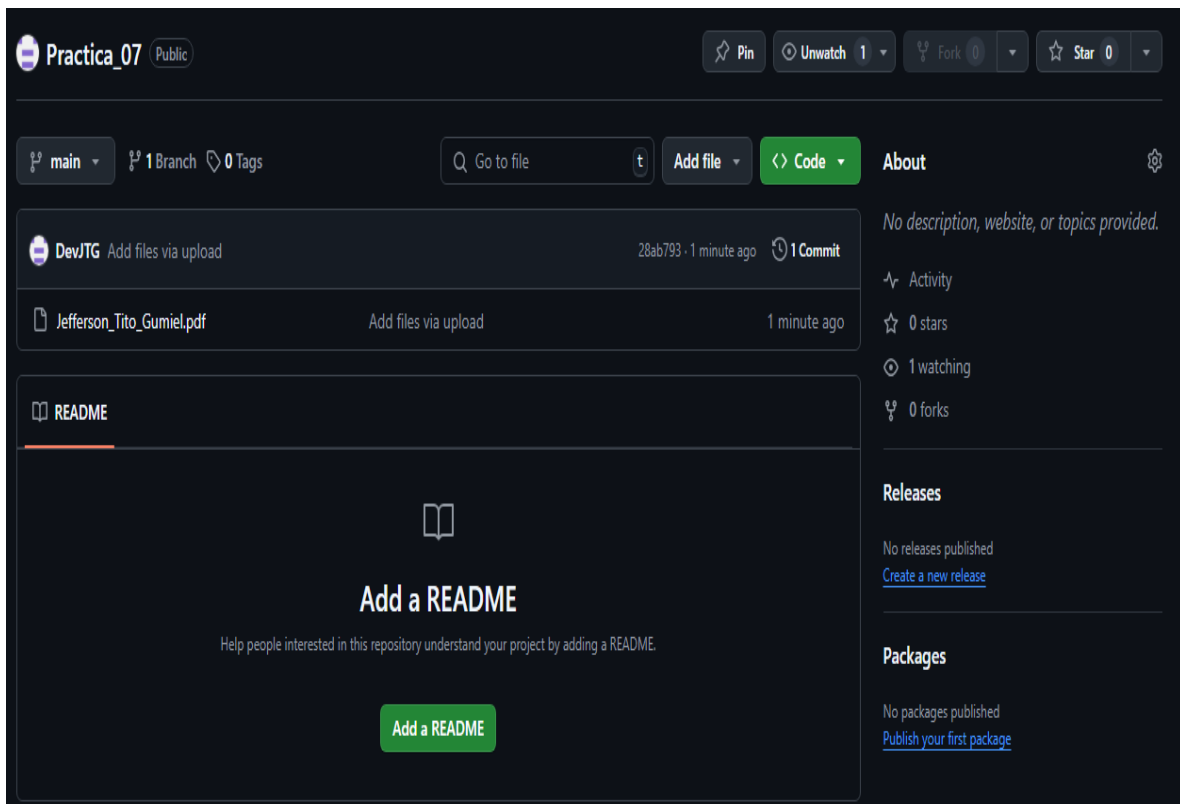 Practica_07 Public Pin Unwatch 1 Fork 0 Star 0
main 1 Branch 0 Tags Go to file t Add file Code
DevJTG Add files via upload 28ab793 · 1 minute ago 1 Commit
Jefferson_Tito_Gumiel.pdf Add files via upload 1 minute ago
README
Add a README
Help people interested in this repository understand your project by adding a README.
Add a README
About
No description, website, or topics provided.
Activity
0 stars
1 watching
0 forks
Releases
No releases published
Create a new release
Packages
No packages published
Publish your first package